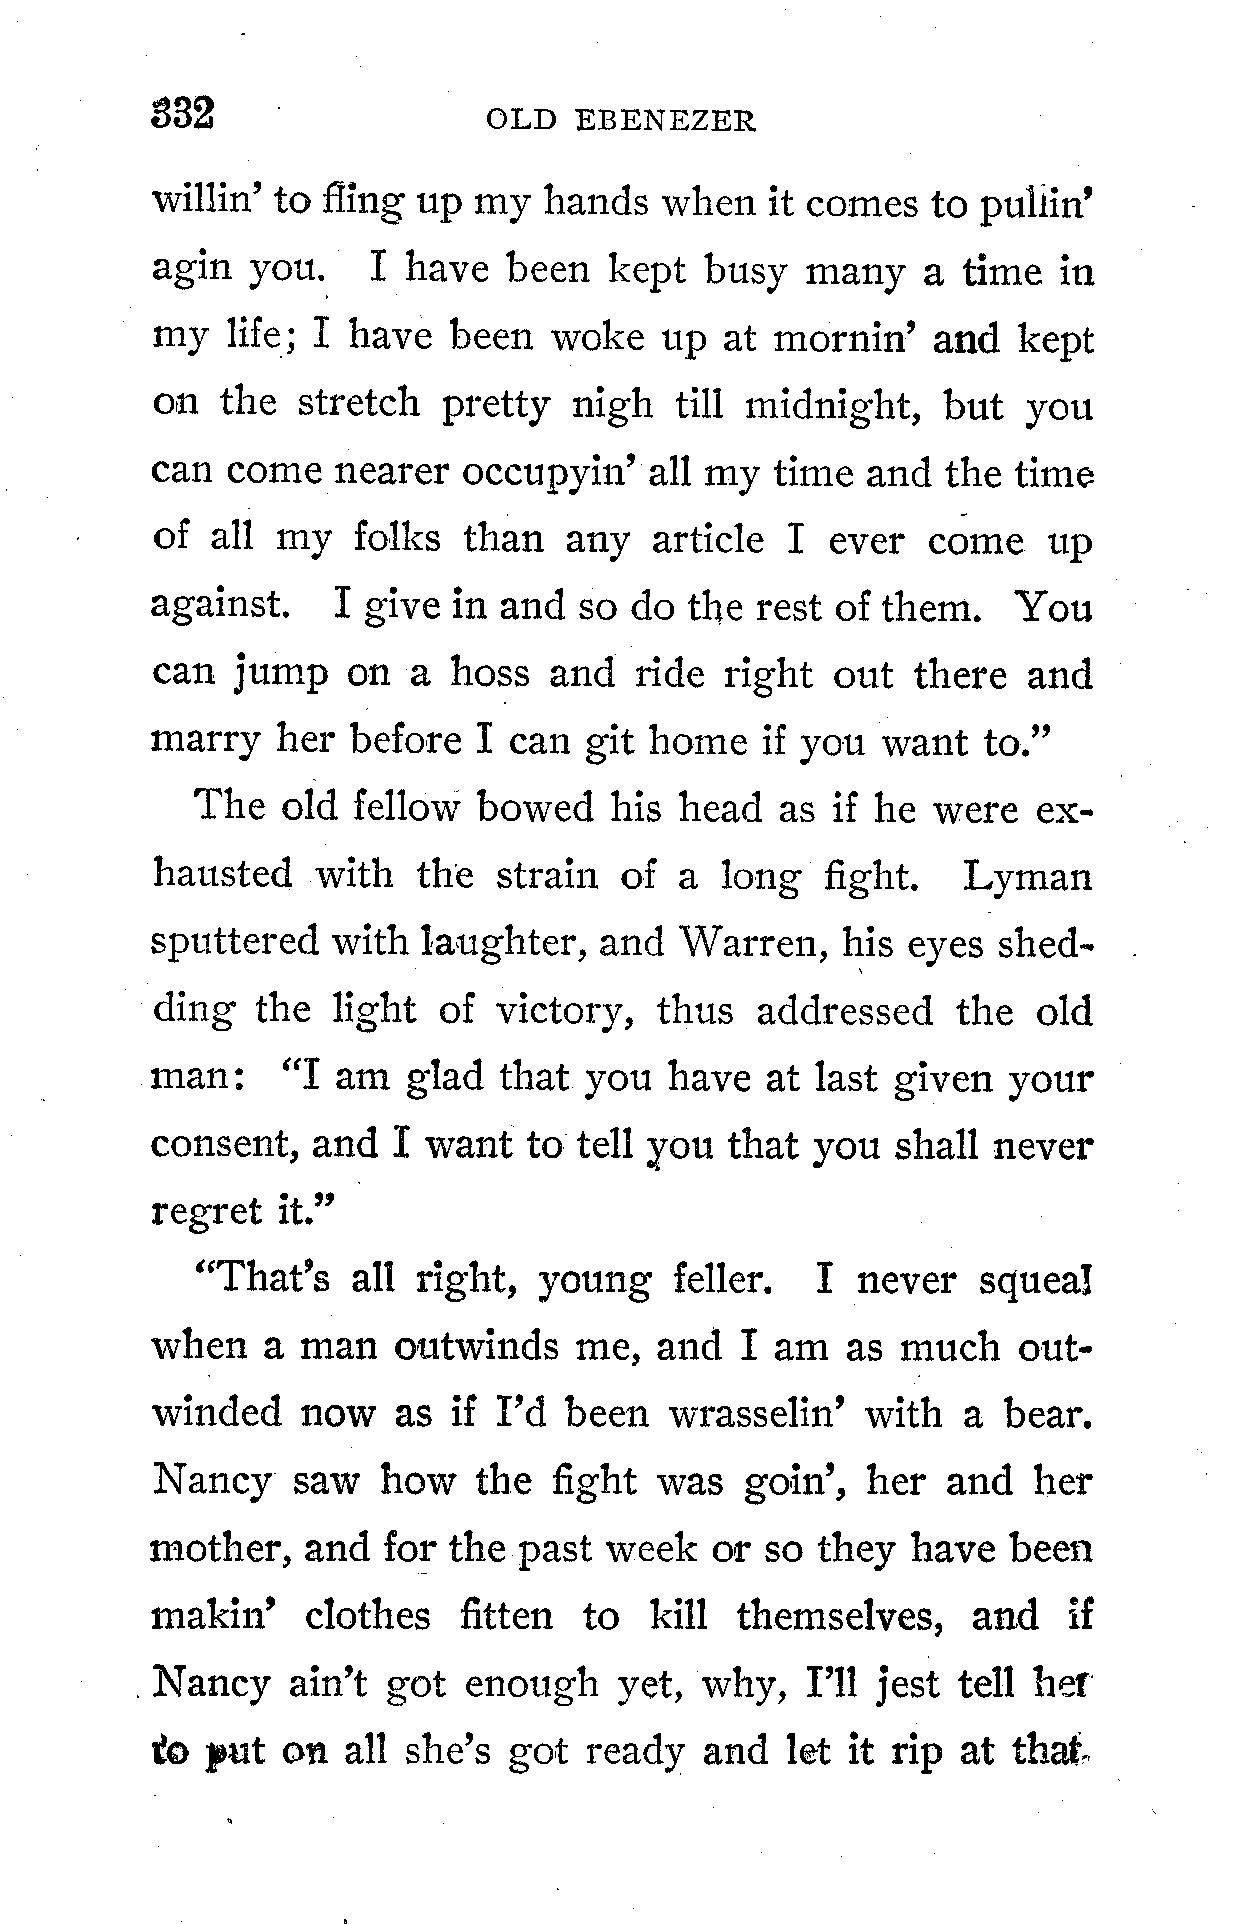 332 OLD EBENEZER
willin' to fling up my hands when it comes to pullin'
agin you. I have been kept busy many a time in
my life; I have been woke up at mornin' and kept
on the stretch pretty nigh till midnight, but you
can come nearer occupyin' all my time and the time
of all my folks than any article I ever come up
against. I give in and so do the rest of them. You
can jump on a hoss and ride right out there and
marry her before I can git home if you want to."
The old fellow bowed his head as if he were ex-
hausted with the strain of a long fight. Lyman
sputtered with laughter, and Warren, his eyes shed-
ding the light of victory, thus addressed the old
man: "I am glad that you have at last given your
consent, and I want to tell you that you shall never
regret it."
"That's all right, young feller. I never squeal
when a man outwinds me, and I am as much out-
winded now as if I'd been wrasselin' with a bear.
Nancy saw how the fight was goin', her and her
mother, and for the past week or so they have been
makin' clothes fitten to kill themselves, and if
Nancy ain't got enough yet, why, I'll jest tell her
to put on all she's got ready and let it rip at that.